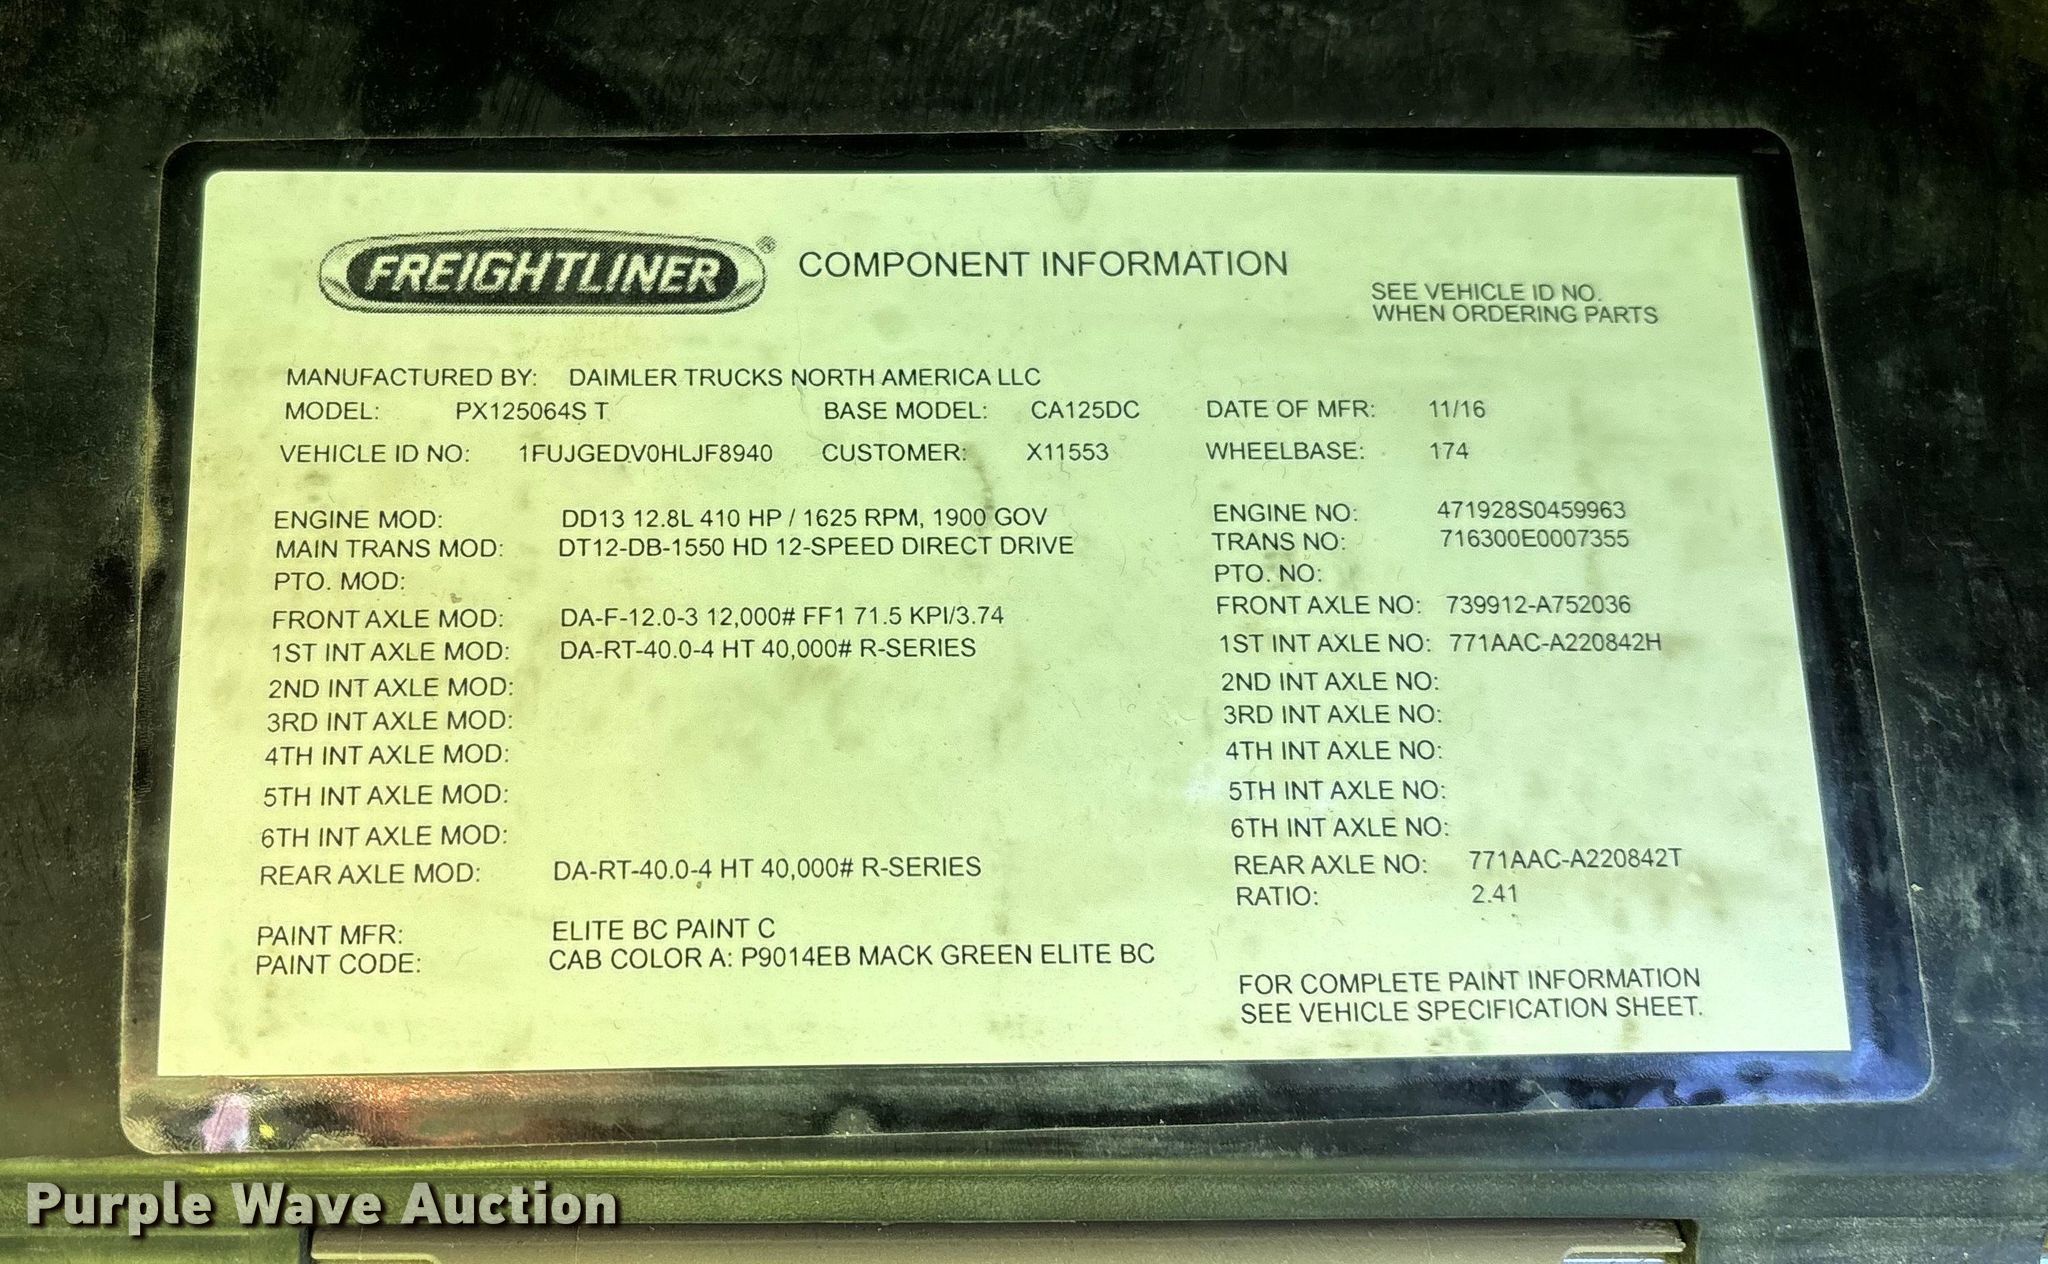 FREIGHTLINER® COMPONENT INFORMATION
SEE VEHICLE ID NO.
WHEN ORDERING PARTS
MANUFACTURED BY: DAIMLER TRUCKS NORTH AMERICA LLC
MODEL: PX125064S T BASE MODEL: CA125DC DATE OF MFR: 11/16
VEHICLE ID NO: 1FUJGEDV0HLJF8940 CUSTOMER: X11553 WHEELBASE: 174
ENGINE MOD: DD13 12.8L 410 HP / 1625 RPM, 1900 GOV ENGINE NO: 471928S0459963
MAIN TRANS MOD: DT12-DB-1550 HD 12-SPEED DIRECT DRIVE TRANS NO: 716300E0007355
PTO. MOD: PTO. NO:
FRONT AXLE MOD: DA-F-12.0-3 12,000# FF1 71.5 KPI/3.74 FRONT AXLE NO: 739912-A752036
1ST INT AXLE MOD: DA-RT-40.0-4 HT 40,000# R-SERIES 1ST INT AXLE NO: 771AAC-A220842H
2ND INT AXLE MOD: 2ND INT AXLE NO:
3RD INT AXLE MOD: 3RD INT AXLE NO:
4TH INT AXLE MOD: 4TH INT AXLE NO:
5TH INT AXLE MOD: 5TH INT AXLE NO:
6TH INT AXLE MOD: 6TH INT AXLE NO:
REAR AXLE MOD: DA-RT-40.0-4 HT 40,000# R-SERIES REAR AXLE NO: 771AAC-A220842T
RATIO: 2.41
PAINT MFR: ELITE BC PAINT C
PAINT CODE: CAB COLOR A: P9014EB MACK GREEN ELITE BC
FOR COMPLETE PAINT INFORMATION
SEE VEHICLE SPECIFICATION SHEET.
Purple Wave Auction